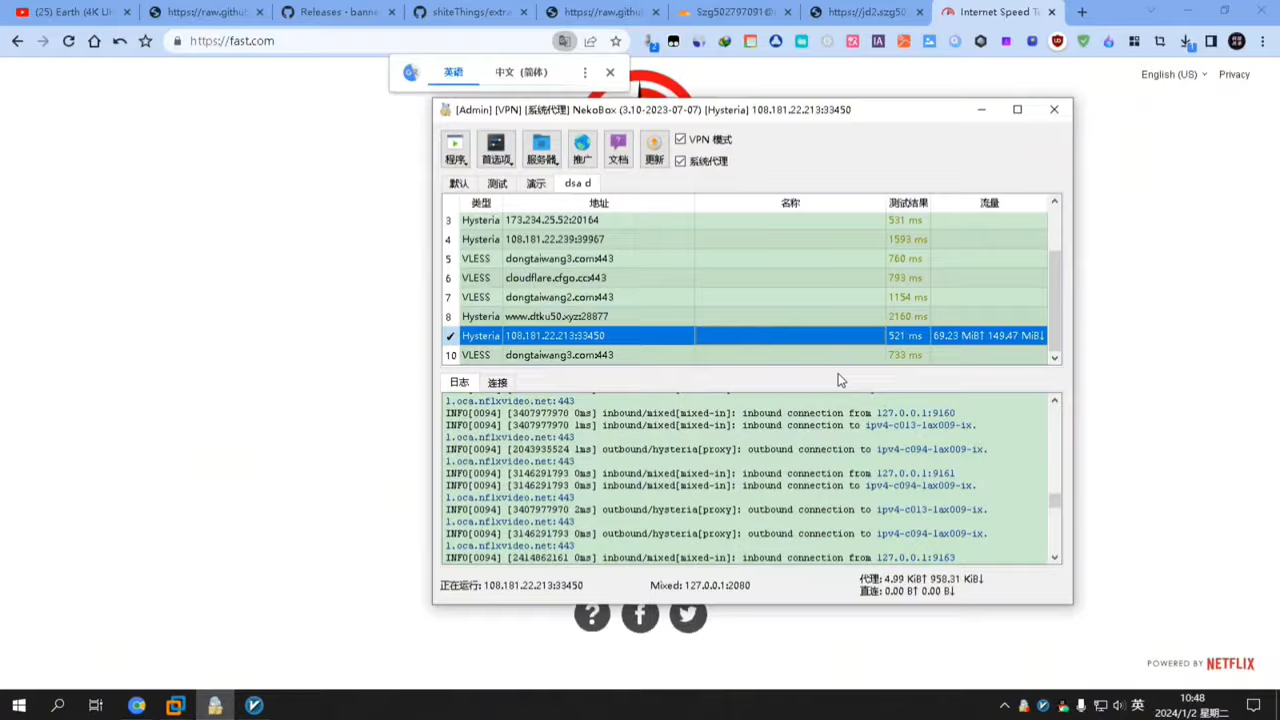 (25) Earth (4K UH
https://raw.githu
Releases · banne
shiteThings/extra
https://raw.githu
Szg502797091@
https://jd2.szg50
Internet Speed T
https://fast.com
英语
中文 (简体)
English (US)
Privacy
[Admin] [VPN] [系统代理] NekoBox (3.10-2023-07-07) [Hysteria] 108.181.22.213:33450
程序
首选项
服务器
推广
文档
更新
VPN 模式
系统代理
默认
测试
演示
dsa d
类型 地址 名称 测试结果 流量
3 Hysteria 173.234.25.52:20164 531 ms
4 Hysteria 108.181.22.239:39967 1593 ms
5 VLESS dongtaiwang3.com:443 760 ms
6 VLESS cloudflare.cfgo.cc:443 793 ms
7 VLESS dongtaiwang2.com:443 1154 ms
8 Hysteria www.dtku50.xyz:28877 2160 ms
✓ Hysteria 108.181.22.213:33450 521 ms 69.23 MiB↑ 149.47 MiB↓
10 VLESS dongtaiwang3.com:443 733 ms
日志 连接
1.oca.nflxvideo.net:443
INFO[0094] [3407977970 0ms] inbound/mixed[mixed-in]: inbound connection from 127.0.0.1:9160
INFO[0094] [3407977970 0ms] inbound/mixed[mixed-in]: inbound connection to ipv4-c013-lax009-ix.
1.oca.nflxvideo.net:443
INFO[0094] [2043935524 1ms] outbound/hysteria[proxy]: outbound connection to ipv4-c094-lax009-ix.
1.oca.nflxvideo.net:443
INFO[0094] [3146291793 0ms] inbound/mixed[mixed-in]: inbound connection from 127.0.0.1:9161
INFO[0094] [3146291793 0ms] inbound/mixed[mixed-in]: inbound connection to ipv4-c094-lax009-ix.
1.oca.nflxvideo.net:443
INFO[0094] [3407977970 2ms] outbound/hysteria[proxy]: outbound connection to ipv4-c013-lax009-ix.
1.oca.nflxvideo.net:443
INFO[0094] [3146291793 0ms] outbound/hysteria[proxy]: outbound connection to ipv4-c094-lax009-ix.
1.oca.nflxvideo.net:443
INFO[0094] [2414862161 0ms] inbound/mixed[mixed-in]: inbound connection from 127.0.0.1:9163
正在运行: 108.181.22.213:33450
Mixed: 127.0.0.1:2080
代理: 4.99 KiB↑ 958.31 KiB↓
直连: 0.00 B↑ 0.00 B↓
POWERED BY NETFLIX
英
10:48
2024/1/2 星期二